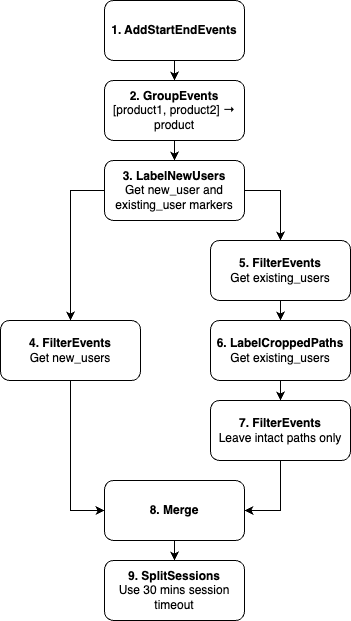 1. AddStartEndEvents
2. GroupEvents
[product1, product2] →
product
3. LabelNewUsers
Get new_user and
existing_user markers
5. FilterEvents
Get existing_users
4. FilterEvents
Get new_users
6. LabelCroppedPaths
Get existing_users
7. FilterEvents
Leave intact paths only
8. Merge
9. SplitSessions
Use 30 mins session
timeout